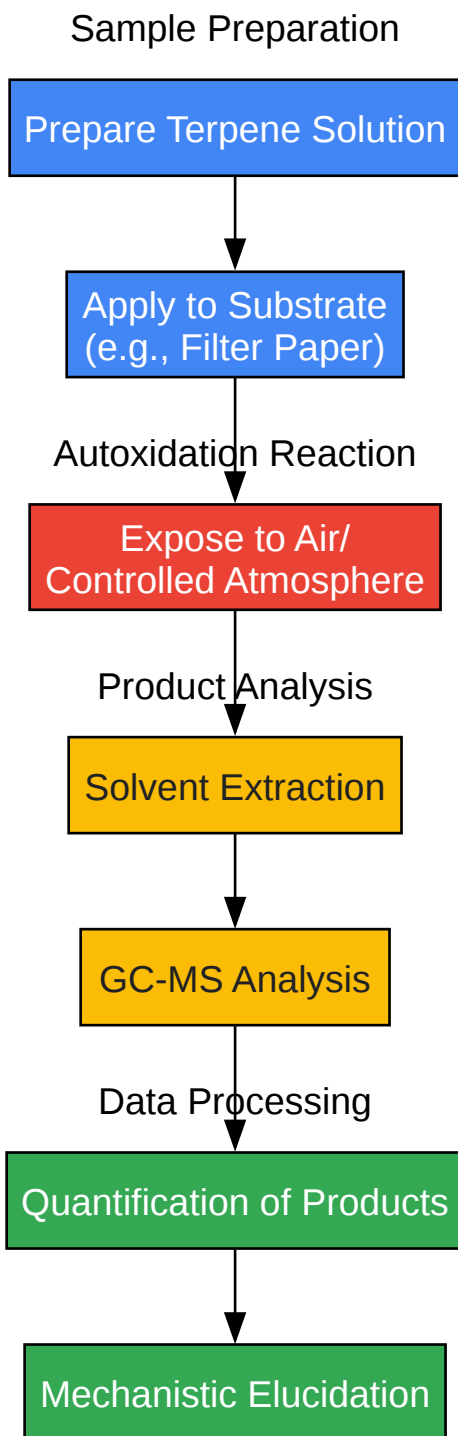 Sample Preparation
Prepare Terpene Solution
Apply to Substrate
(e.g., Filter Paper)
Autoxidation Reaction
Expose to Air/
Controlled Atmosphere
Product Analysis
Solvent Extraction
GC-MS Analysis
Data Processing
Quantification of Products
Mechanistic Elucidation